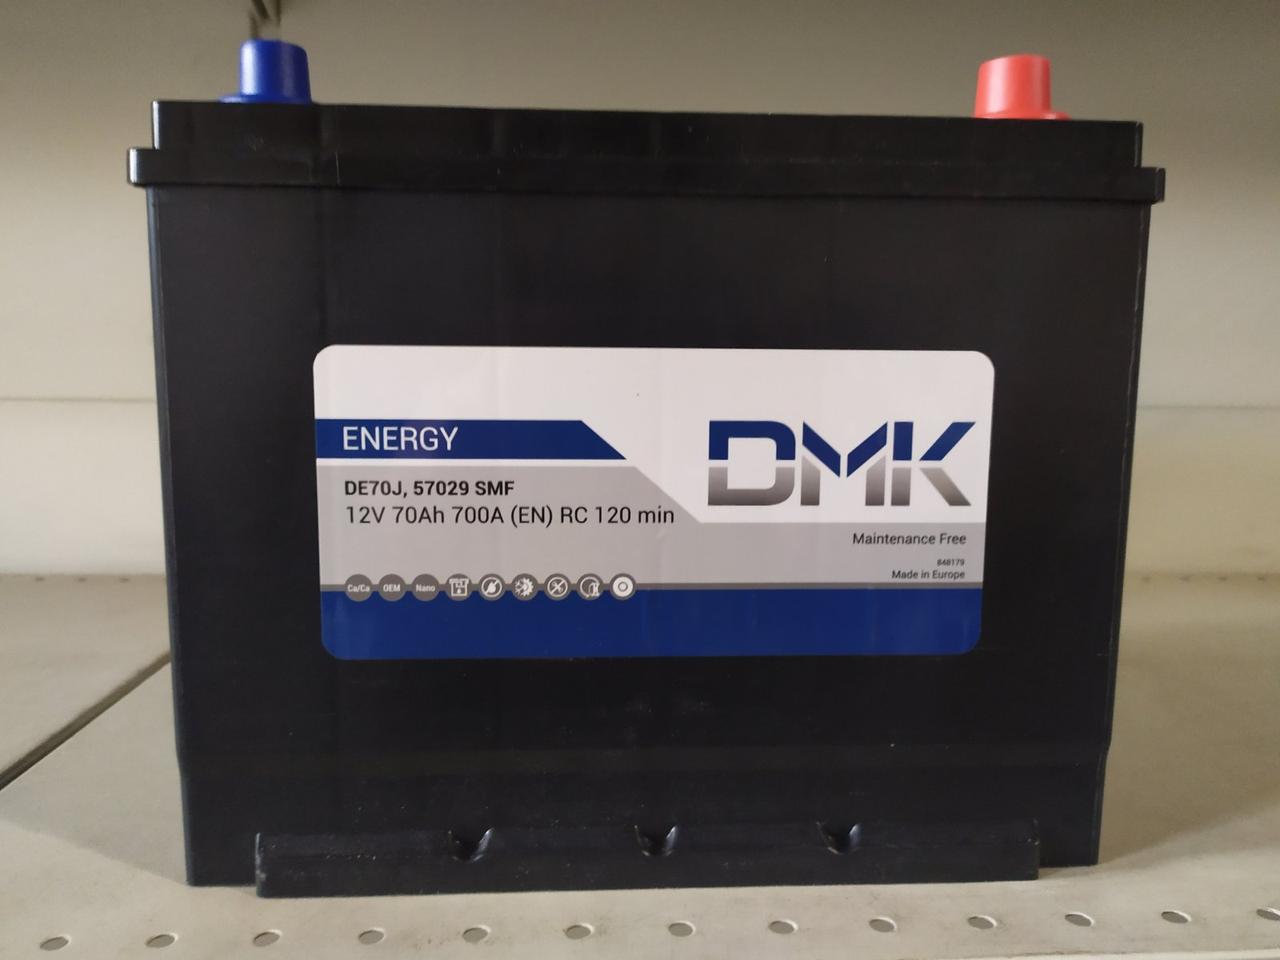 ENERGY
DMK
DE70J, 57029 SMF
12V 70Ah 700A (EN) RC 120 min
Maintenance Free
848179
Made in Europe
Ca/Ca OEM Nano